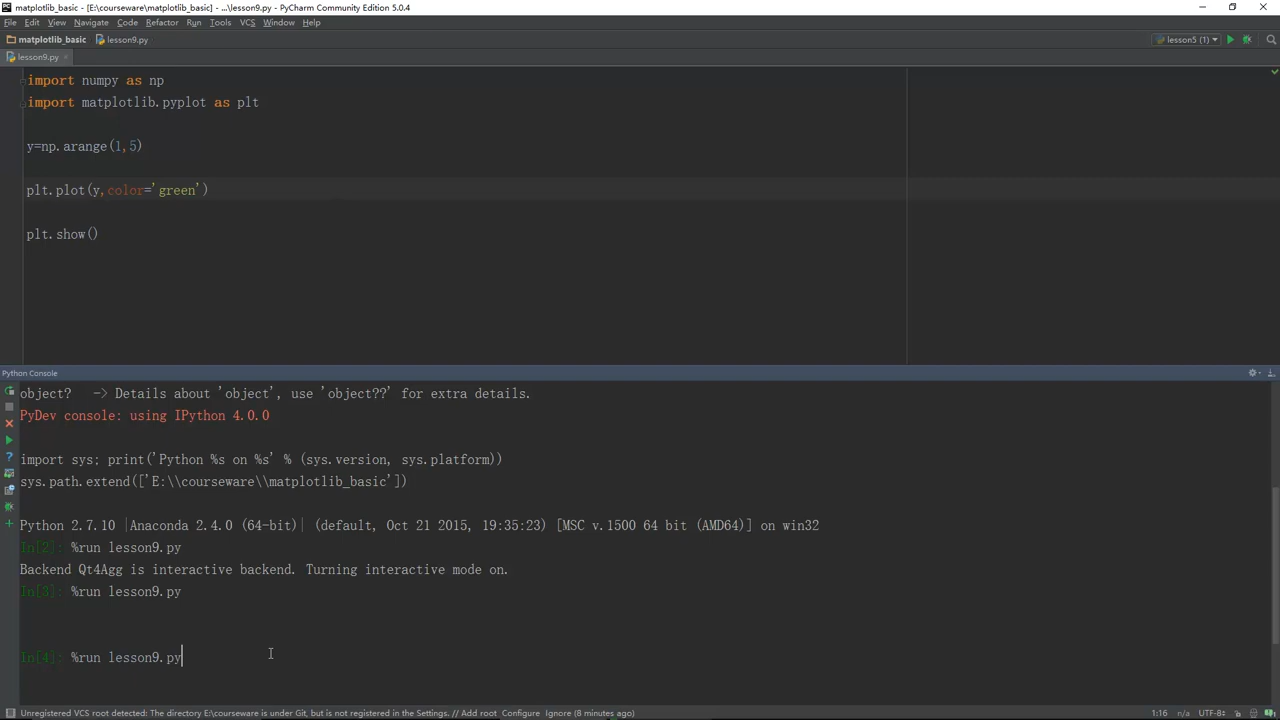 matplotlib_basic - [E:\courseware\matplotlib_basic] - ...\lesson9.py - PyCharm Community Edition 5.0.4
File Edit View Navigate Code Refactor Run Tools VCS Window Help
matplotlib_basic lesson9.py lesson5 (1)
lesson9.py
import numpy as np
import matplotlib.pyplot as plt
y=np.arange(1,5)
plt.plot(y,color='green')
plt.show()
Python Console
object? -> Details about 'object', use 'object??' for extra details.
PyDev console: using IPython 4.0.0
import sys; print('Python %s on %s' % (sys.version, sys.platform))
sys.path.extend(['E:\\courseware\\matplotlib_basic'])
Python 2.7.10 |Anaconda 2.4.0 (64-bit)| (default, Oct 21 2015, 19:35:23) [MSC v.1500 64 bit (AMD64)] on win32
In[2]: %run lesson9.py
Backend Qt4Agg is interactive backend. Turning interactive mode on.
In[3]: %run lesson9.py
In[4]: %run lesson9.py
Unregistered VCS root detected: The directory E:\courseware is under Git, but is not registered in the Settings. // Add root Configure Ignore (8 minutes ago) 1:16 n/a UTF-8